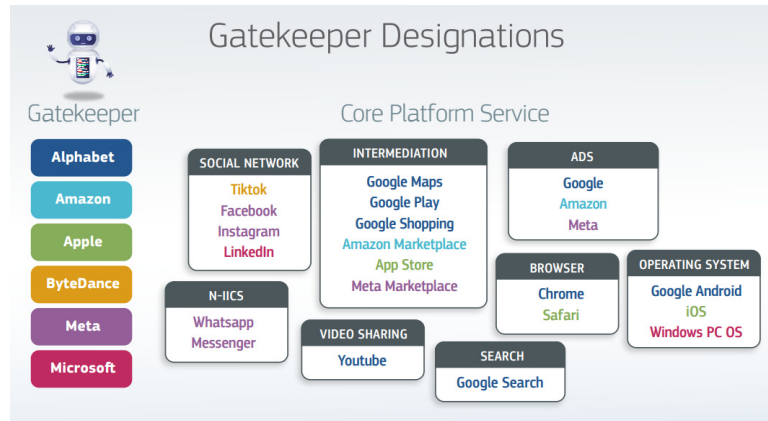 Gatekeeper Designations
Gatekeeper
Alphabet
Amazon
Apple
ByteDance
Meta
Microsoft
Core Platform Service
SOCIAL NETWORK
Tiktok
Facebook
Instagram
LinkedIn
INTERMEDIATION
Google Maps
Google Play
Google Shopping
Amazon Marketplace
App Store
Meta Marketplace
ADS
Google
Amazon
Meta
N-IICS
Whatsapp
Messenger
VIDEO SHARING
Youtube
BROWSER
Chrome
Safari
OPERATING SYSTEM
Google Android
iOS
Windows PC OS
SEARCH
Google Search